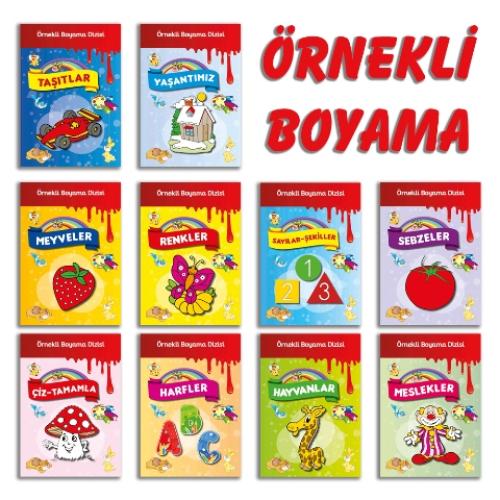 Örnekli Boyama Dizisi
TAŞITLAR
Örnekli Boyama Dizisi
YAŞANTIMIZ
ÖRNEKLİ
BOYAMA
Örnekli Boyama Dizisi
MEYVELER
Örnekli Boyama Dizisi
RENKLER
Örnekli Boyama Dizisi
SAYILAR-ŞEKİLLER
1
2
3
Örnekli Boyama Dizisi
SEBZELER
Örnekli Boyama Dizisi
ÇİZ-TAMAMLA
Örnekli Boyama Dizisi
HARFLER
A
B
C
Örnekli Boyama Dizisi
HAYVANLAR
Örnekli Boyama Dizisi
MESLEKLER